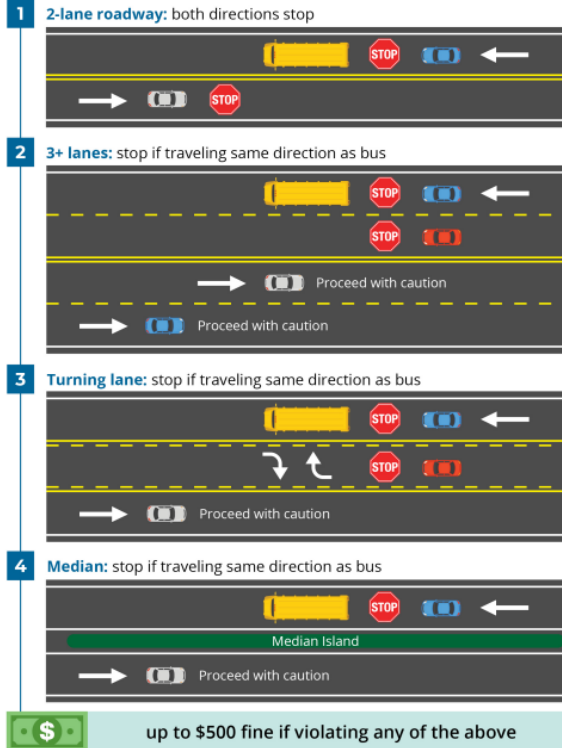 1 2-lane roadway: both directions stop
STOP
STOP
2 3+ lanes: stop if traveling same direction as bus
STOP
STOP
Proceed with caution
Proceed with caution
3 Turning lane: stop if traveling same direction as bus
STOP
STOP
Proceed with caution
4 Median: stop if traveling same direction as bus
STOP
Median Island
Proceed with caution
$ up to $500 fine if violating any of the above